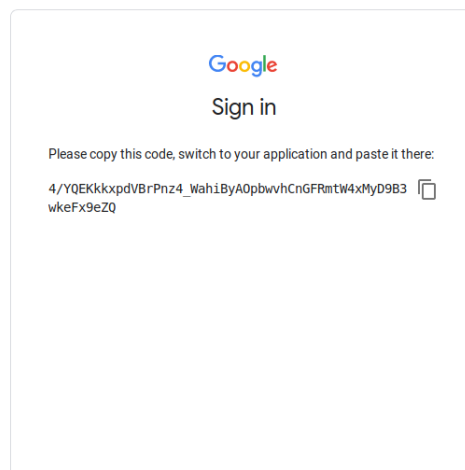 Google
Sign in
Please copy this code, switch to your application and paste it there:
4/YQEKkkxpdVBrPnz4_WahiByAOpbwvhCnGFRmtW4xMyD9B3
wkeFx9eZQ